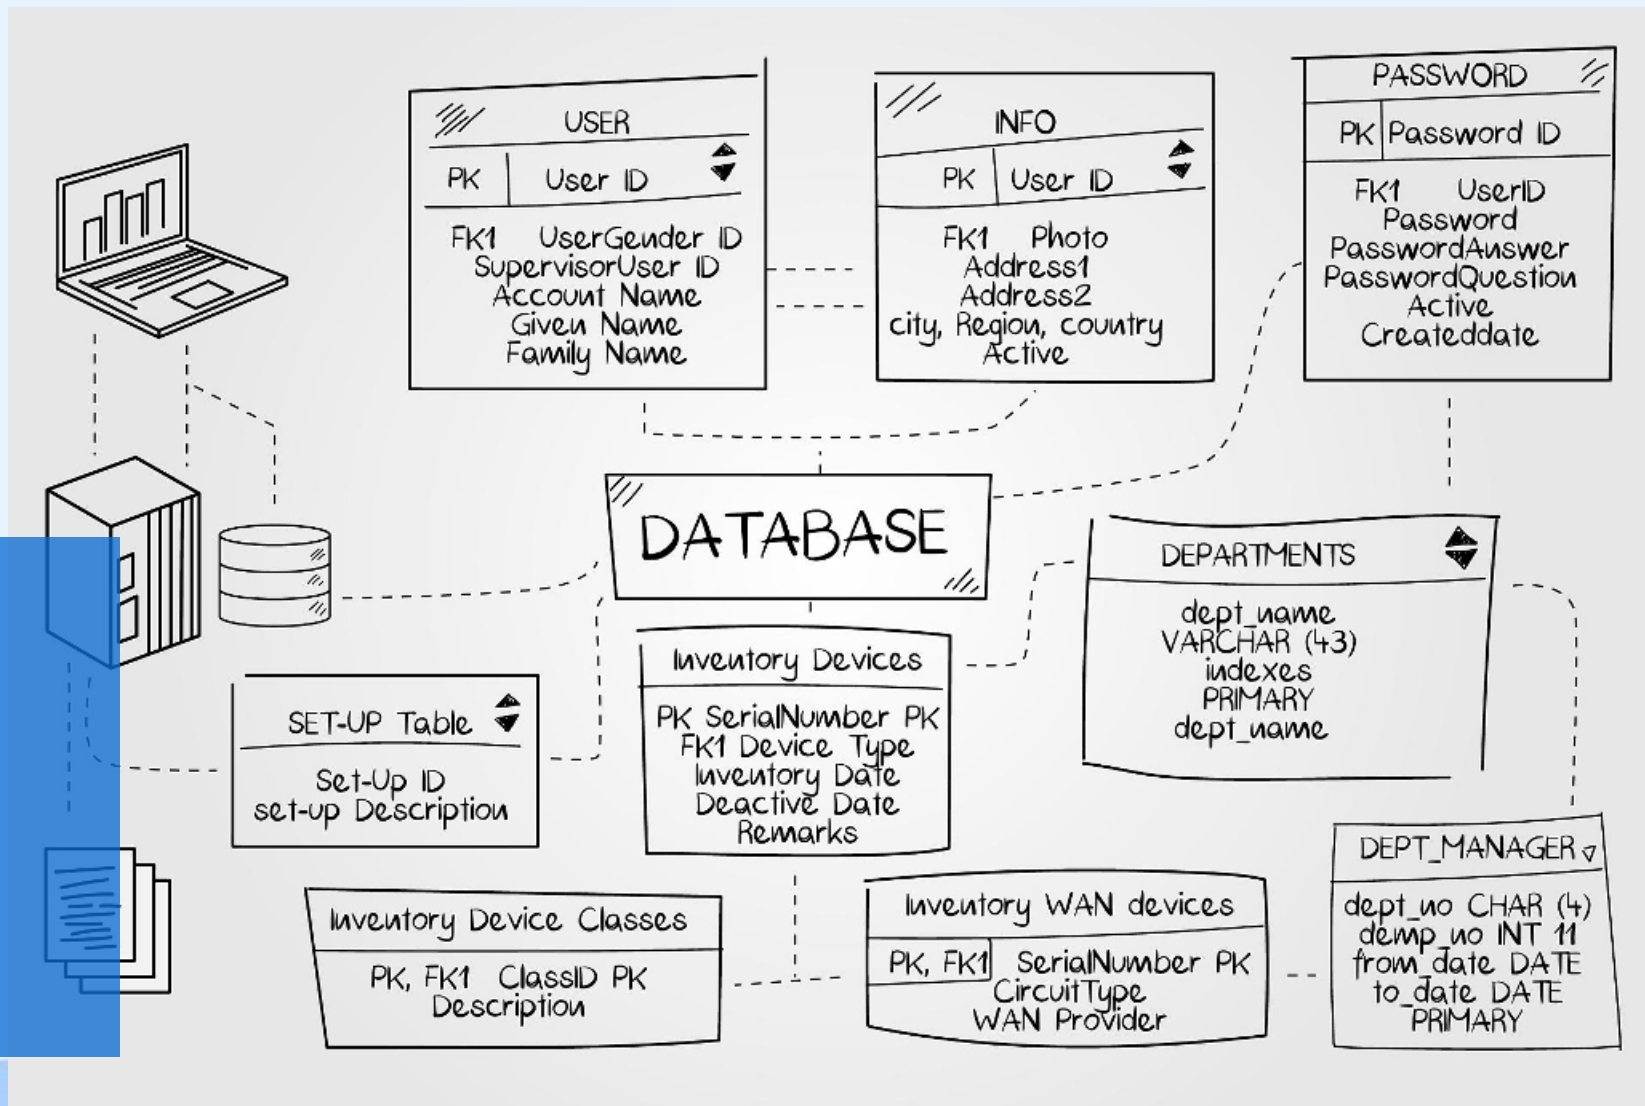 USER
PK User ID
FK1 UserGender ID
SupervisorUser ID
Account Name
Given Name
Family Name
INFO
PK User ID
FK1 Photo
Address1
Address2
city, Region, country
Active
PASSWORD
PK Password ID
FK1 UserID
Password
PasswordAnswer
PasswordQuestion
Active
Createddate
DATABASE
DEPARTMENTS
dept_name
VARCHAR (43)
indexes
PRIMARY
dept_name
SET-UP Table
Set-Up ID
set-up Description
Inventory Devices
PK SerialNumber PK
FK1 Device Type
Inventory Date
Deactive Date
Remarks
Inventory Device Classes
PK, FK1 ClassID PK
Description
Inventory WAN devices
PK, FK1 SerialNumber PK
CircuitType
WAN Provider
DEPT_MANAGER
dept_no CHAR (4)
demp_no INT 11
from_date DATE
to_date DATE
PRIMARY